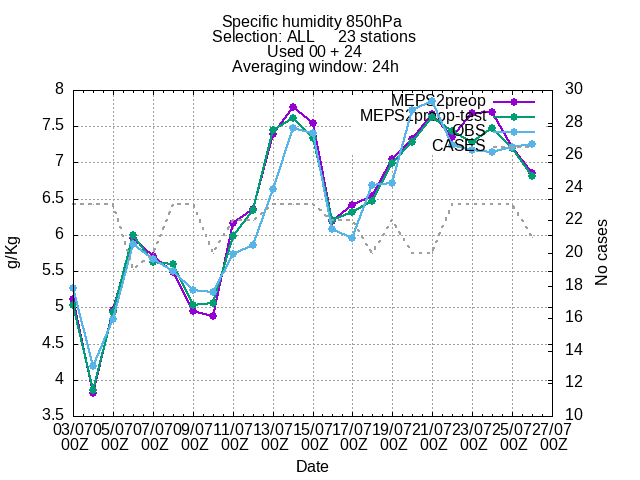 Specific humidity 850hPa
Selection: ALL 23 stations
Used 00 + 24
Averaging window: 24h
8
7.5
7
6.5
6
5.5
5
4.5
4
3.5
g/Kg
MEPS2preop
MEPS2preop-test
OBS
CASES
30
28
26
24
22
20
18
16
14
12
10
No cases
03/07 05/07 07/07 09/07 11/07 13/07 15/07 17/07 19/07 21/07 23/07 25/07 27/07
00Z 00Z 00Z 00Z 00Z 00Z 00Z 00Z 00Z 00Z 00Z 00Z 00Z
Date